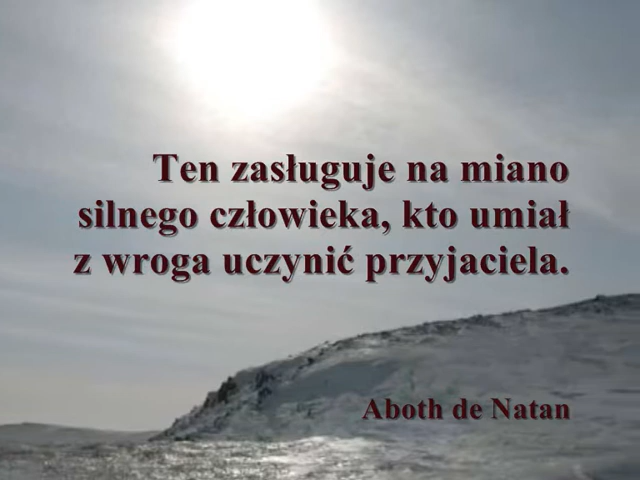 Ten zasługuje na miano
silnego człowieka, kto umiał
z wroga uczynić przyjaciela.
Aboth de Natan